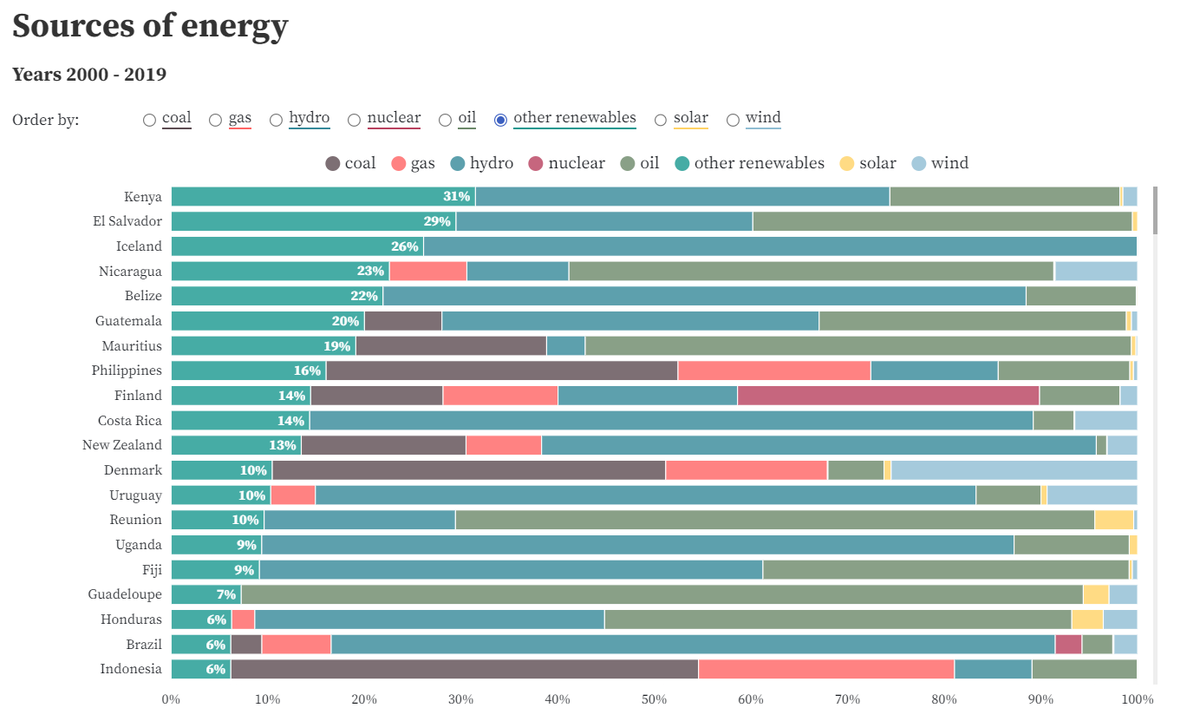 Sources of energy
Years 2000 - 2019
Order by: coal gas hydro nuclear oil other renewables solar wind
coal gas hydro nuclear oil other renewables solar wind
Kenya 31%
El Salvador 29%
Iceland 26%
Nicaragua 23%
Belize 22%
Guatemala 20%
Mauritius 19%
Philippines 16%
Finland 14%
Costa Rica 14%
New Zealand 13%
Denmark 10%
Uruguay 10%
Reunion 10%
Uganda 9%
Fiji 9%
Guadeloupe 7%
Honduras 6%
Brazil 6%
Indonesia 6%
0% 10% 20% 30% 40% 50% 60% 70% 80% 90% 100%